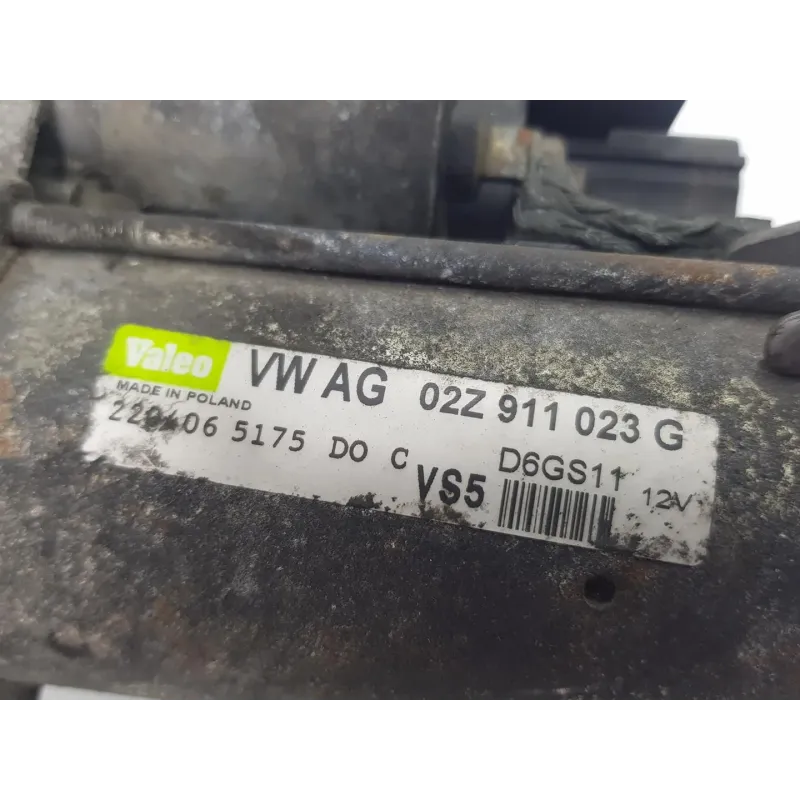 Valeo VW AG 02Z 911 023 G
MADE IN POLAND
5175 DO C
D6GS11
VS5 12V